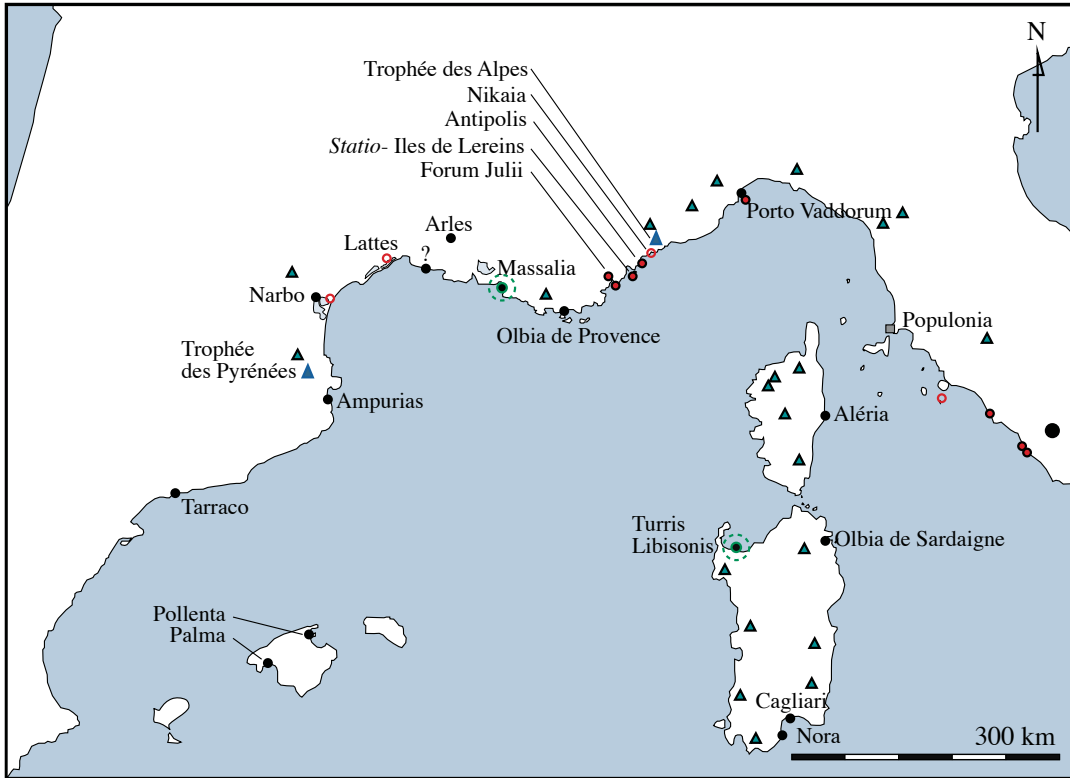 N
Trophée des Alpes
Nikaia
Antipolis
Statio- Iles de Lereins
Forum Julii
Porto Vaddorum
Arles
Lattes
?
Massalia
Narbo
Olbia de Provence
Populonia
Trophée
des Pyrénées
Ampurias
Aléria
Tarraco
Turris
Libisonis
Olbia de Sardaigne
Pollenta
Palma
Cagliari
Nora
300 km